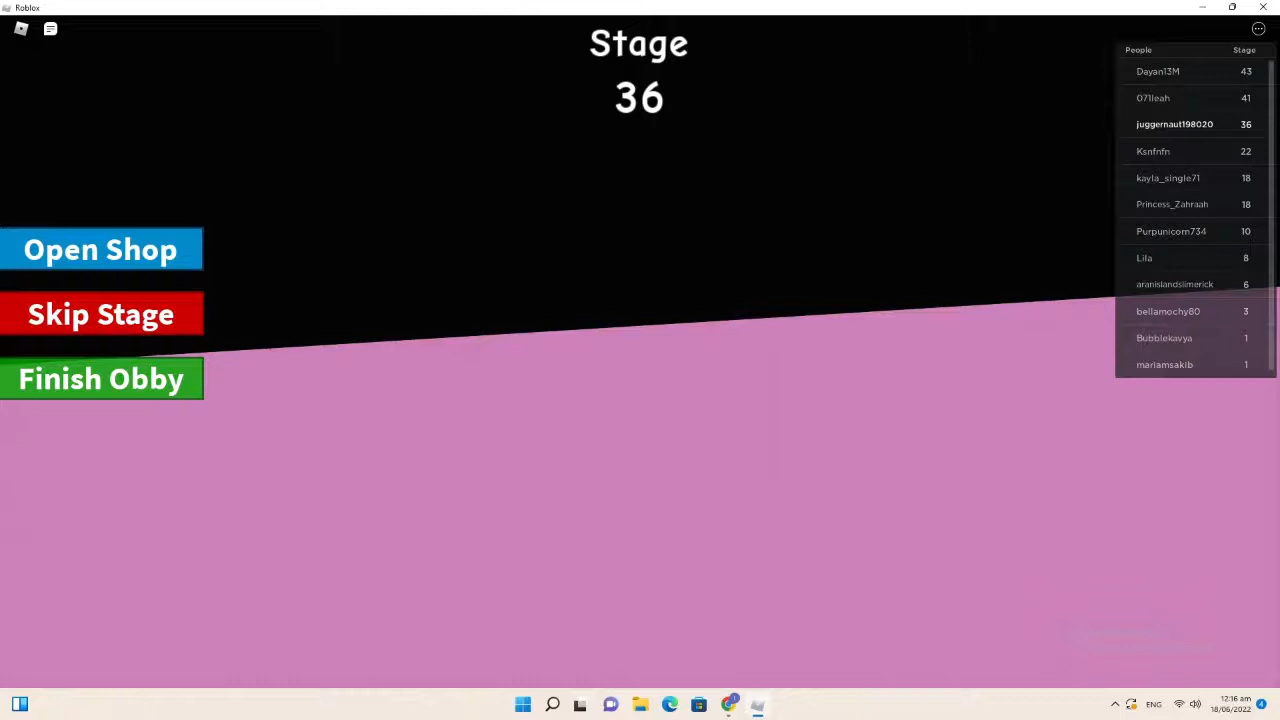 Roblox
Stage
36
People Stage
Dayan13M 43
071leah 41
juggernaut198020 36
Ksnfnfn 22
kayla_single71 18
Princess_Zahraah 18
Purpunicorn734 10
Lila 8
aranislandslimerick 6
bellamochy80 3
Bubblekavya 1
mariamsakib 1
Open Shop
Skip Stage
Finish Obby
1
ENG
12:16 am
18/06/2022
4